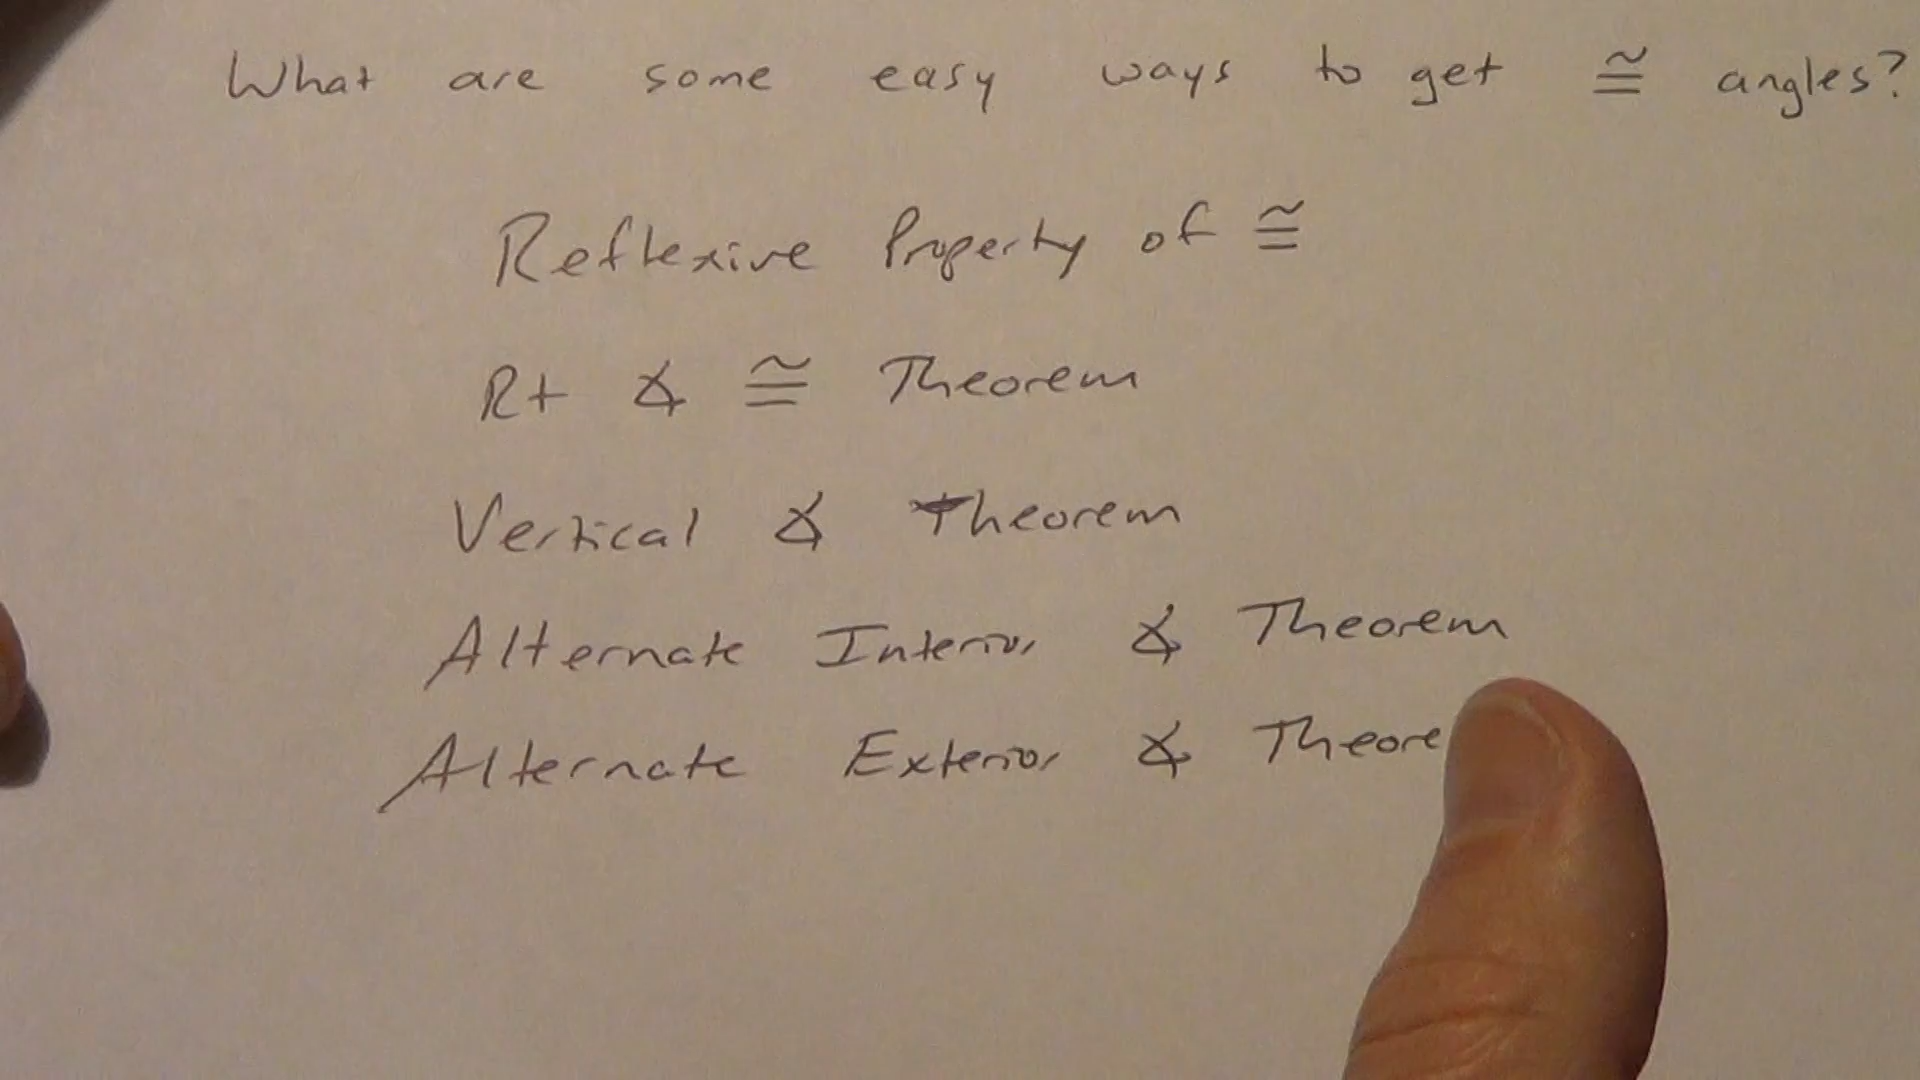 What are some easy ways to get ≅ angles?
Reflexive Property of ≅
Rt ∡ ≅ Theorem
Vertical ∡ Theorem
Alternate Interior ∡ Theorem
Alternate Exterior ∡ Theore